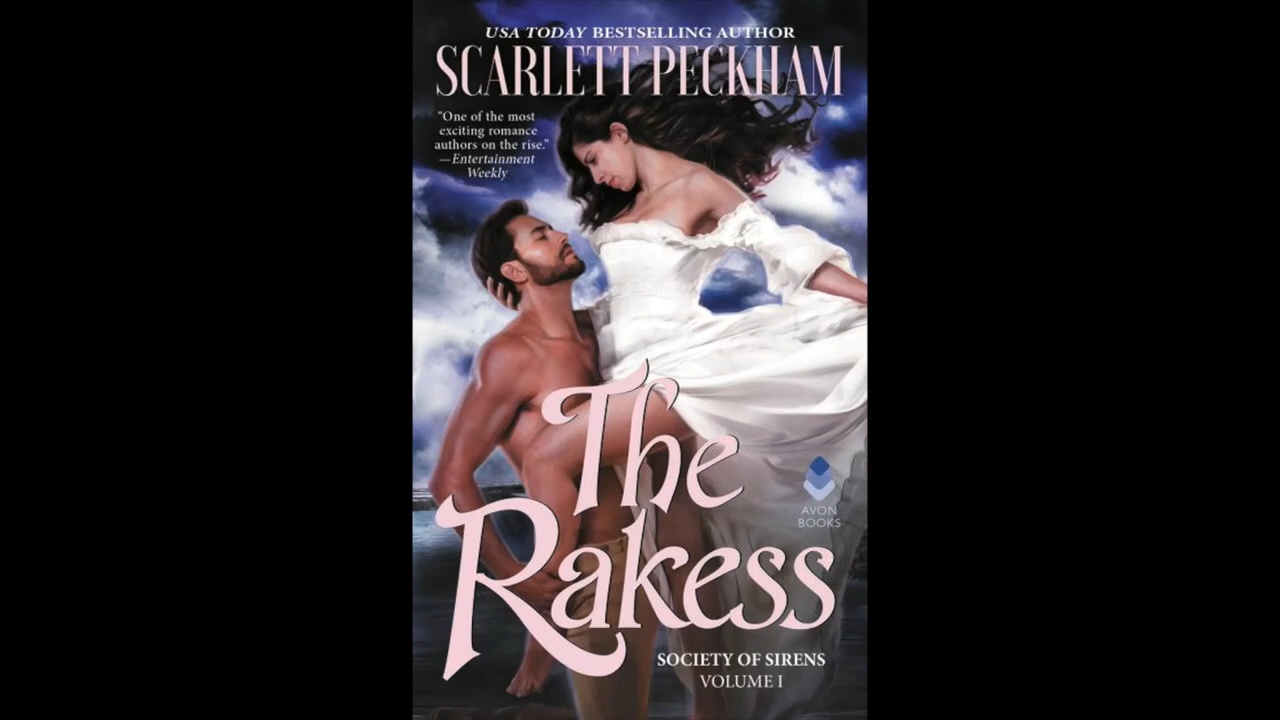 USA TODAY BESTSELLING AUTHOR
SCARLETT PECKHAM
"One of the most
exciting romance
authors on the rise."
—Entertainment
Weekly
The
Rakess
AVON
BOOKS
SOCIETY OF SIRENS
VOLUME I